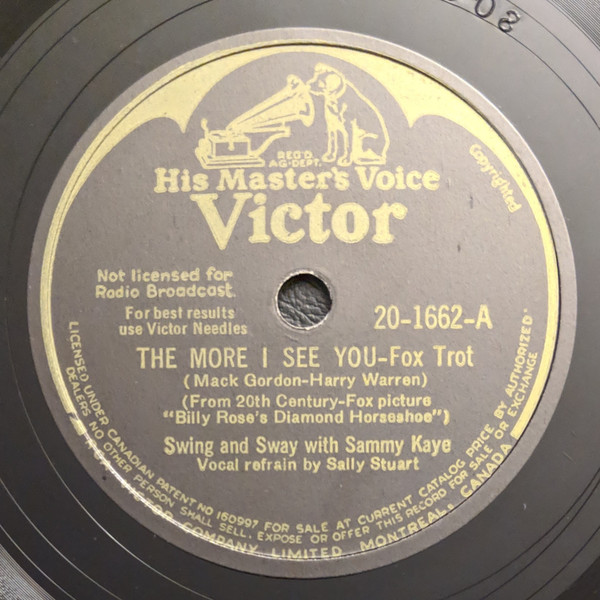 208
REG'D.
AG-DEPT.
His Master's Voice
Victor
Copyrighted
Not licensed for
Radio Broadcast.
For best results
use Victor Needles
20-1662-A
THE MORE I SEE YOU-Fox Trot
(Mack Gordon-Harry Warren)
(From 20th Century-Fox picture
"Billy Rose's Diamond Horseshoe")
Swing and Sway with Sammy Kaye
Vocal refrain by Sally Stuart
LICENSED UNDER CANADIAN PATENT NO 160997 FOR SALE AT CURRENT CATALOG PRICE BY AUTHORIZED
DEALERS NO OTHER PERSON SHALL SELL, EXPOSE OR OFFER THIS RECORD FOR SALE OR EXCHANGE
VICTOR COMPANY, LIMITED, MONTREAL, CANADA